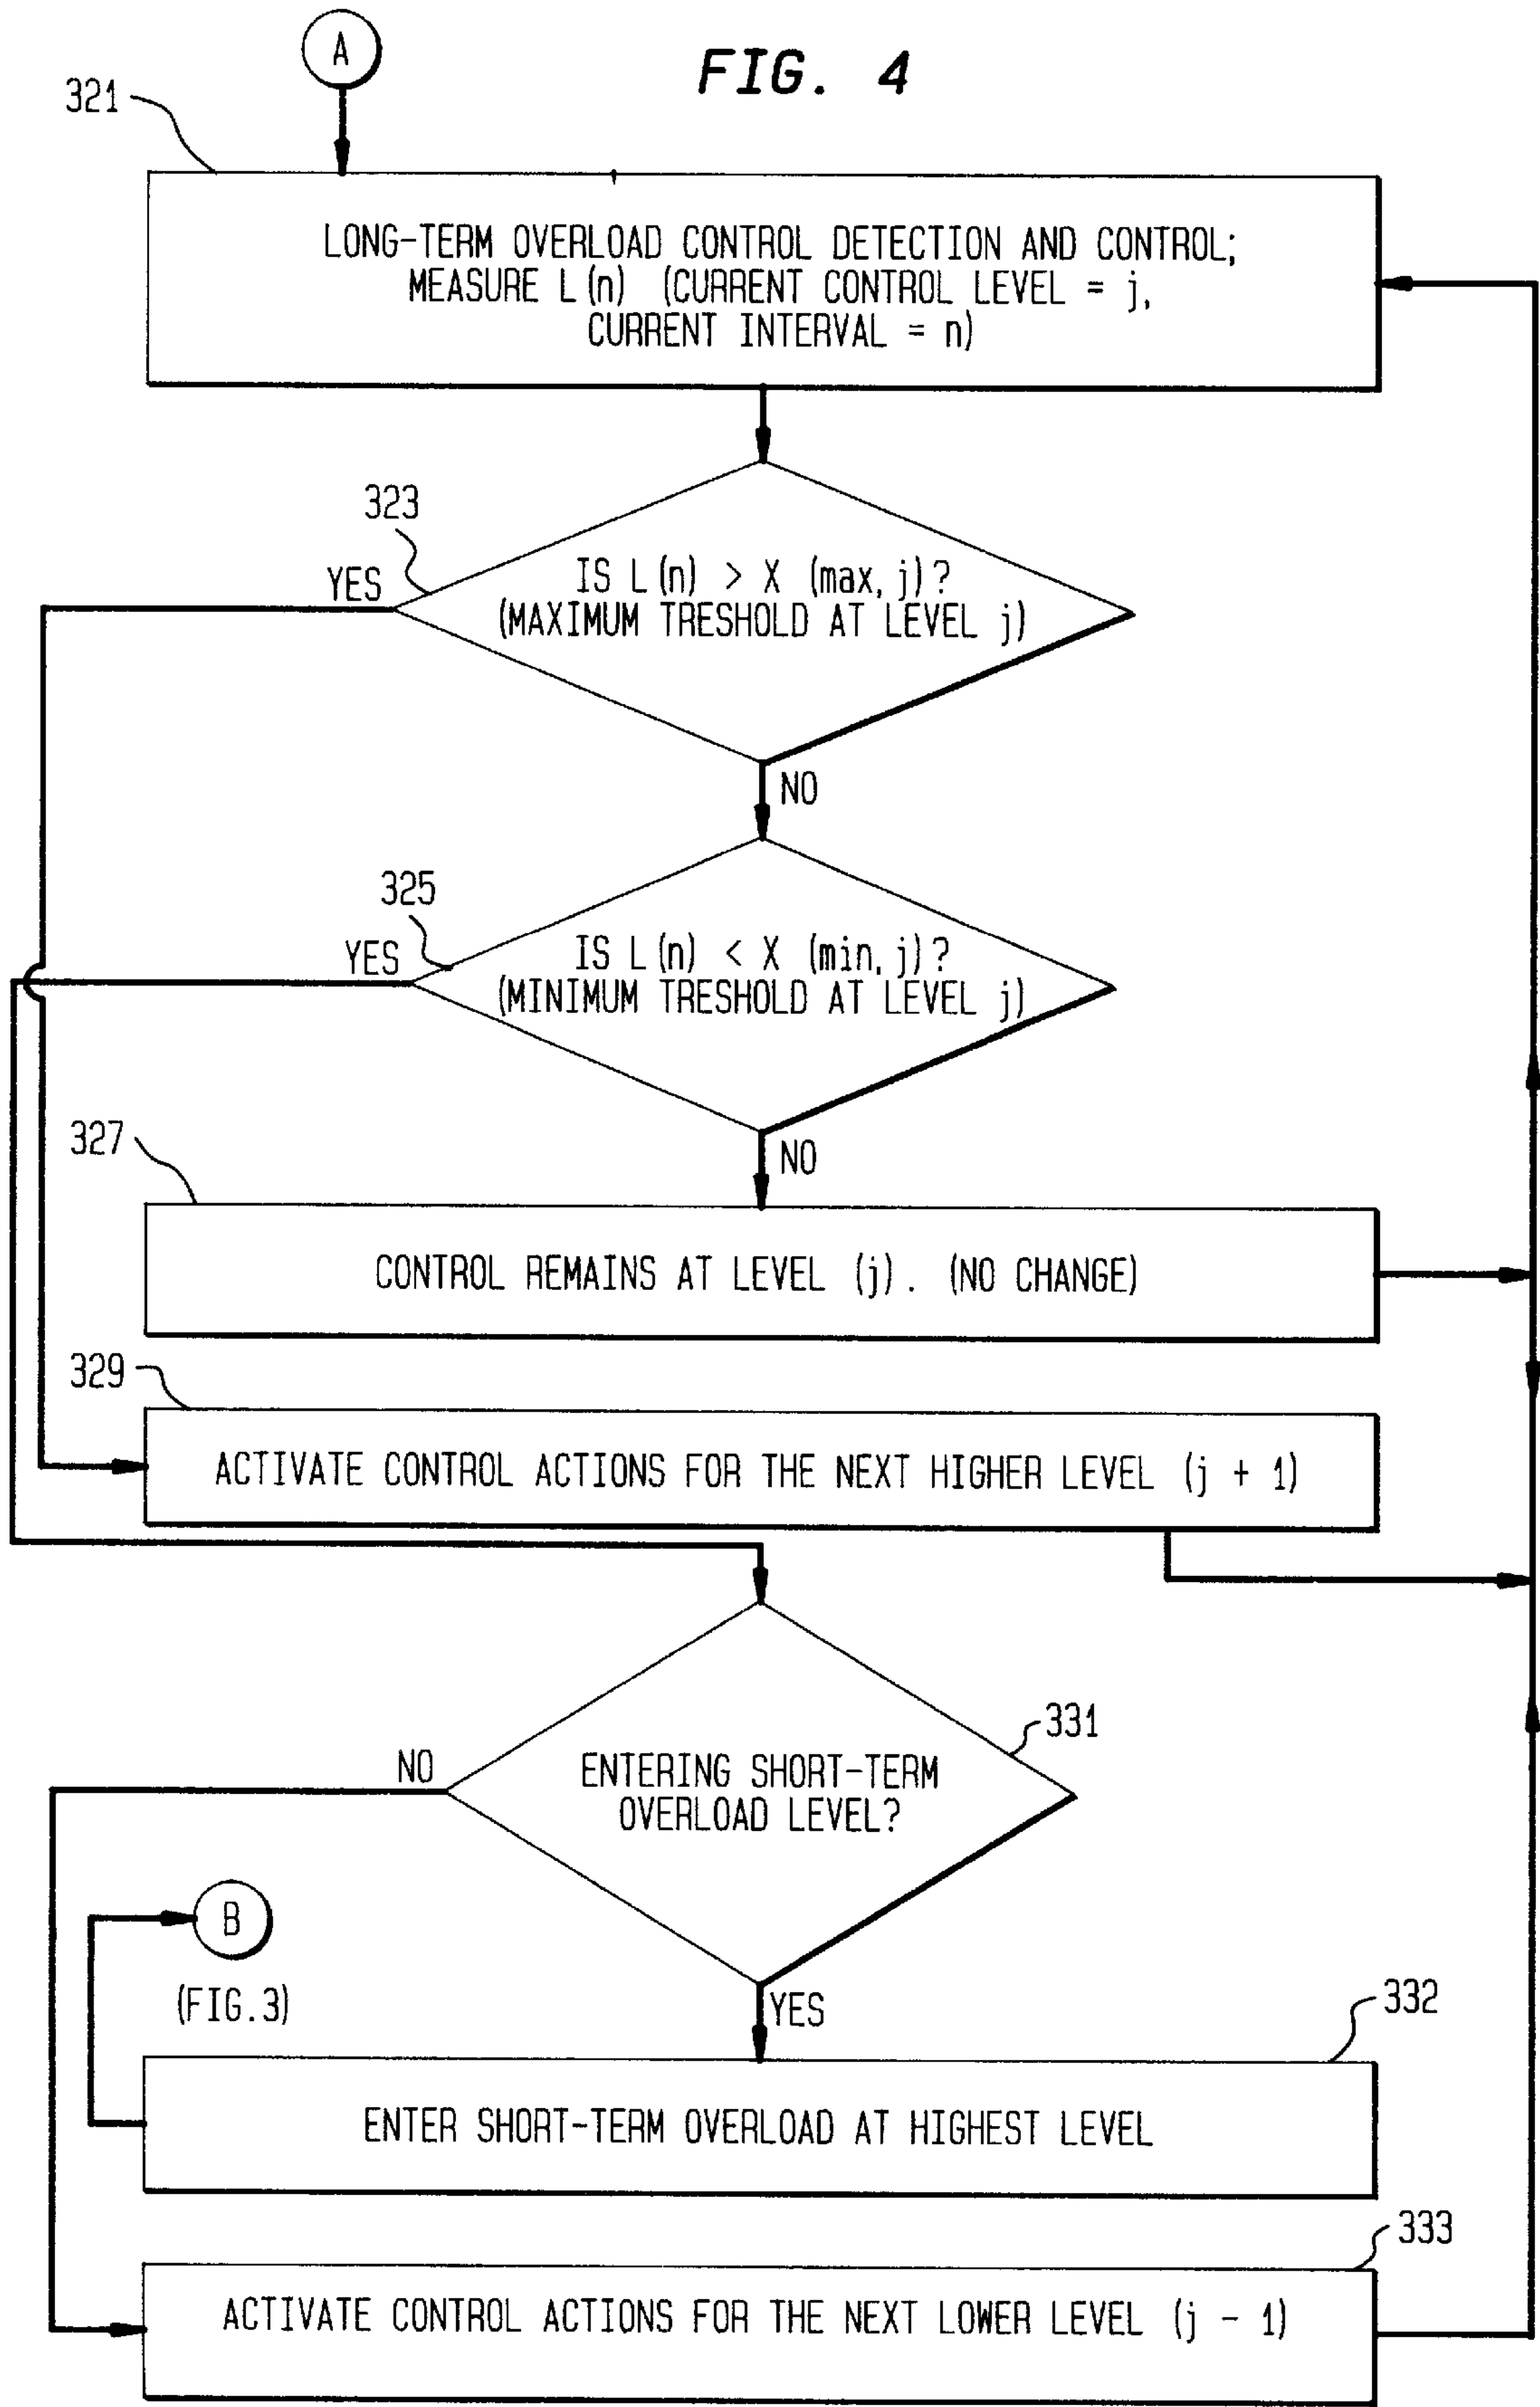 A
FIG. 4
321
LONG-TERM OVERLOAD CONTROL DETECTION AND CONTROL;
MEASURE L(n) (CURRENT CONTROL LEVEL = j,
CURRENT INTERVAL = n)
323
YES
IS L(n) > X (max, j)?
(MAXIMUM TRESHOLD AT LEVEL j)
NO
325
YES
IS L(n) < X (min, j)?
(MINIMUM TRESHOLD AT LEVEL j)
NO
327
CONTROL REMAINS AT LEVEL (j). (NO CHANGE)
329
ACTIVATE CONTROL ACTIONS FOR THE NEXT HIGHER LEVEL (j + 1)
331
NO
ENTERING SHORT-TERM
OVERLOAD LEVEL?
B
(FIG.3)
YES
332
ENTER SHORT-TERM OVERLOAD AT HIGHEST LEVEL
333
ACTIVATE CONTROL ACTIONS FOR THE NEXT LOWER LEVEL (j - 1)